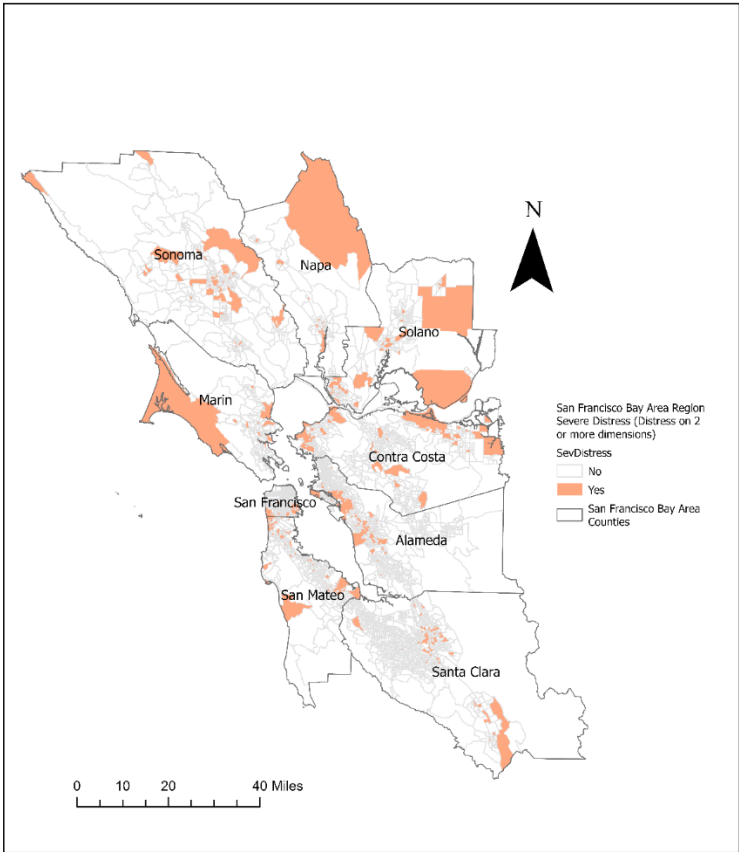 N
Sonoma
Napa
Solano
Marin
Contra Costa
San Francisco
Alameda
San Mateo
Santa Clara
San Francisco Bay Area Region
Severe Distress (Distress on 2
or more dimensions)
SevDistress
No
Yes
San Francisco Bay Area
Counties
0 10 20 40 Miles